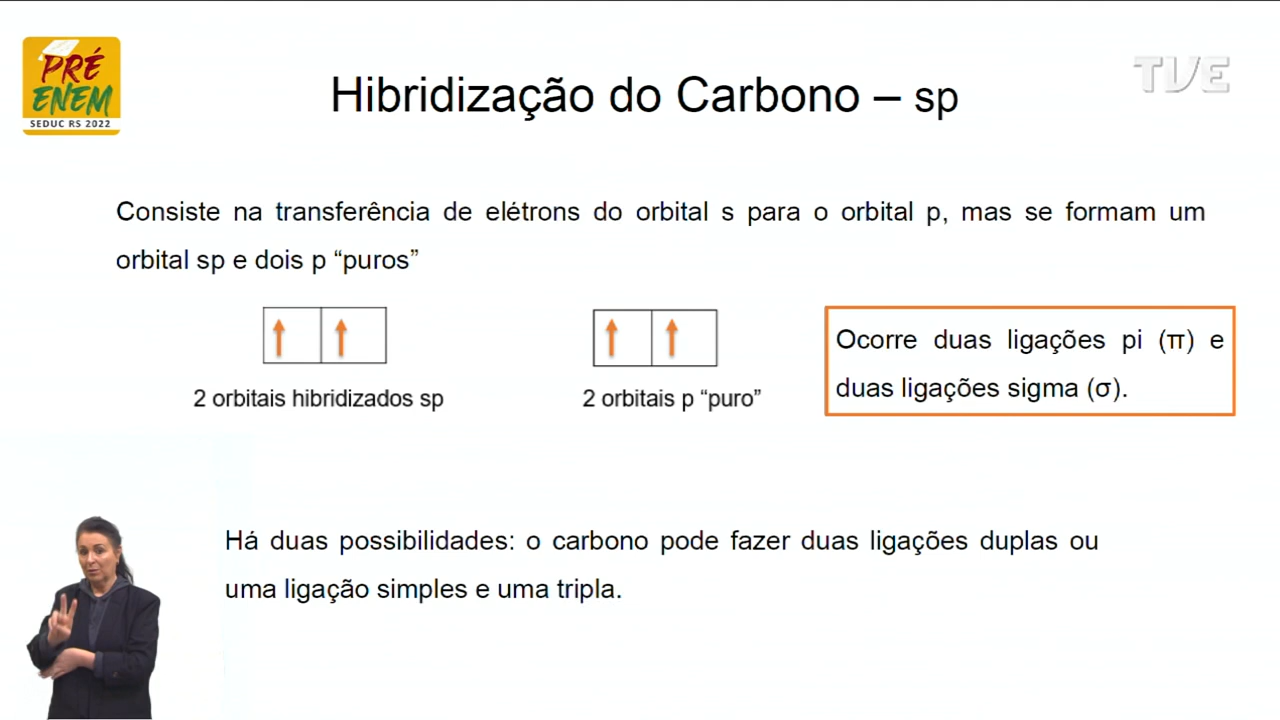 PRÉ
ENEM
SEDUC RS 2022
TVE
Hibridização do Carbono – sp
Consiste na transferência de elétrons do orbital s para o orbital p, mas se formam um
orbital sp e dois p “puros”
2 orbitais hibridizados sp
2 orbitais p “puro”
Ocorre duas ligações pi (π) e
duas ligações sigma (σ).
Há duas possibilidades: o carbono pode fazer duas ligações duplas ou
uma ligação simples e uma tripla.